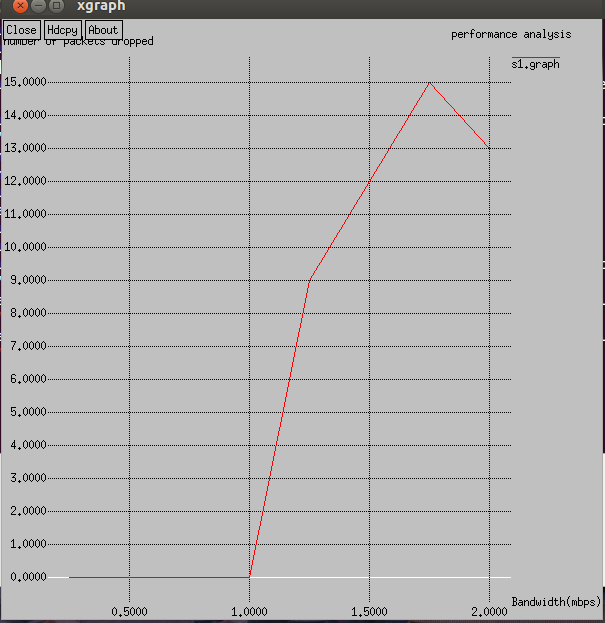 xgraph
Close Hdcpy About
number of packets dropped
performance analysis
s1.graph
15.0000
14.0000
13.0000
12.0000
11.0000
10.0000
9.0000
8.0000
7.0000
6.0000
5.0000
4.0000
3.0000
2.0000
1.0000
0.0000
Bandwidth(mbps)
0.5000 1.0000 1.5000 2.0000